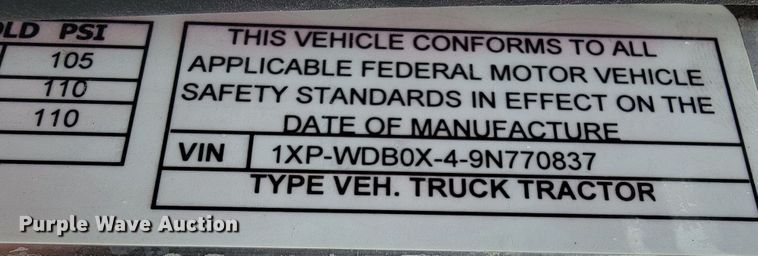 OLD PSI
105
110
110
THIS VEHICLE CONFORMS TO ALL
APPLICABLE FEDERAL MOTOR VEHICLE
SAFETY STANDARDS IN EFFECT ON THE
DATE OF MANUFACTURE
VIN 1XP-WDB0X-4-9N770837
TYPE VEH. TRUCK TRACTOR
Purple Wave Auction